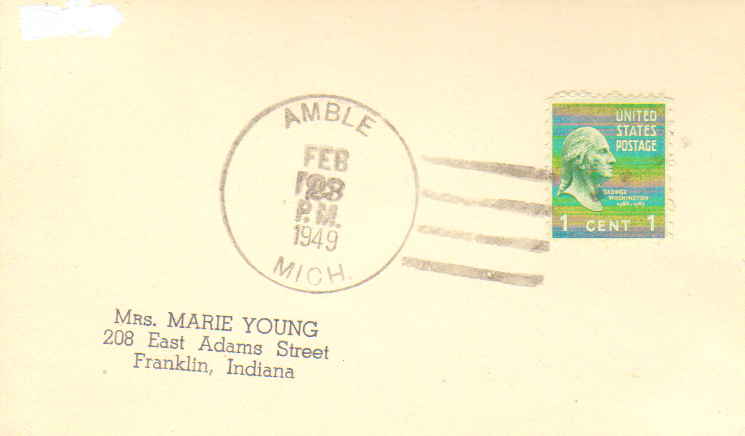 AMBLE
FEB
P.M.
1949
MICH.
UNITED
STATES
POSTAGE
GEORGE
WASHINGTON
1 CENT 1
MRS. MARIE YOUNG
208 East Adams Street
Franklin, Indiana